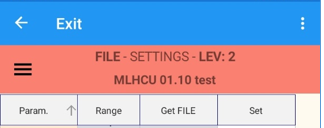 Exit
FILE - SETTINGS - LEV: 2
MLHCU 01.10 test
Param. Range Get FILE Set